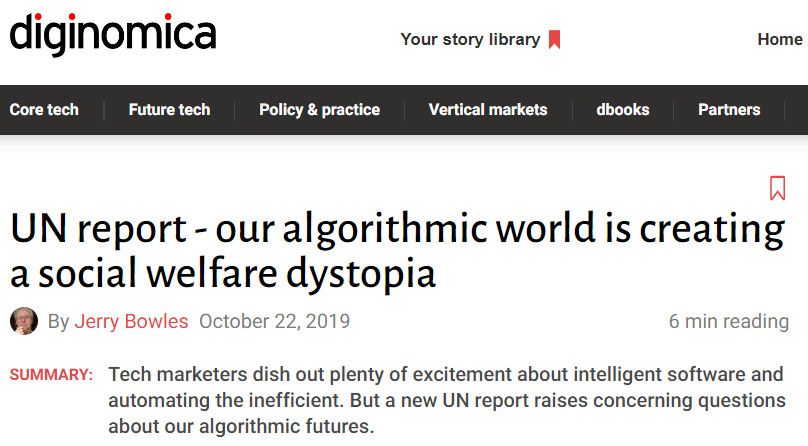 diginomica
Your story library
Home
Core tech
Future tech
Policy & practice
Vertical markets
dbooks
Partners
UN report - our algorithmic world is creating
a social welfare dystopia
By Jerry Bowles October 22, 2019
6 min reading
SUMMARY: Tech marketers dish out plenty of excitement about intelligent software and
automating the inefficient. But a new UN report raises concerning questions
about our algorithmic futures.